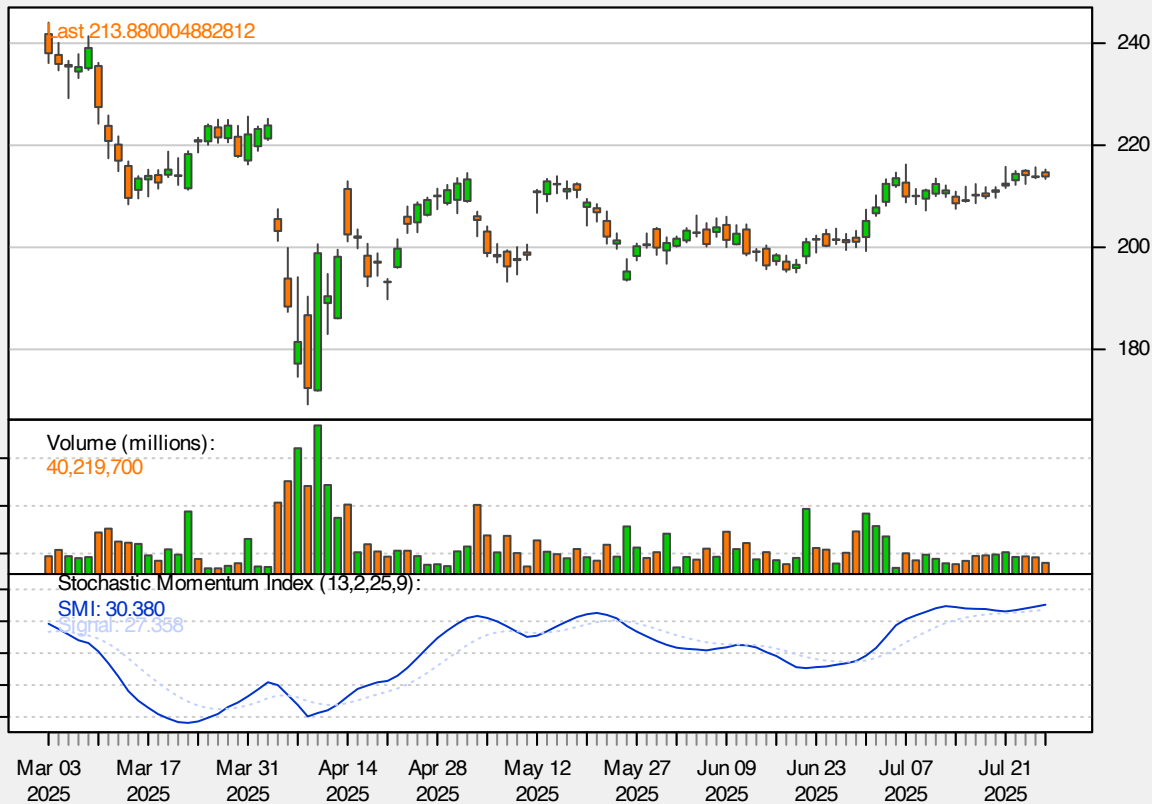 Last 213.880004882812
240
220
200
180
Volume (millions):
40,219,700
Stochastic Momentum Index (13,2,25,9):
SMI: 30.380
Signal: 27.358
Mar 03 Mar 17 Mar 31 Apr 14 Apr 28 May 12 May 27 Jun 09 Jun 23 Jul 07 Jul 21
2025 2025 2025 2025 2025 2025 2025 2025 2025 2025 2025